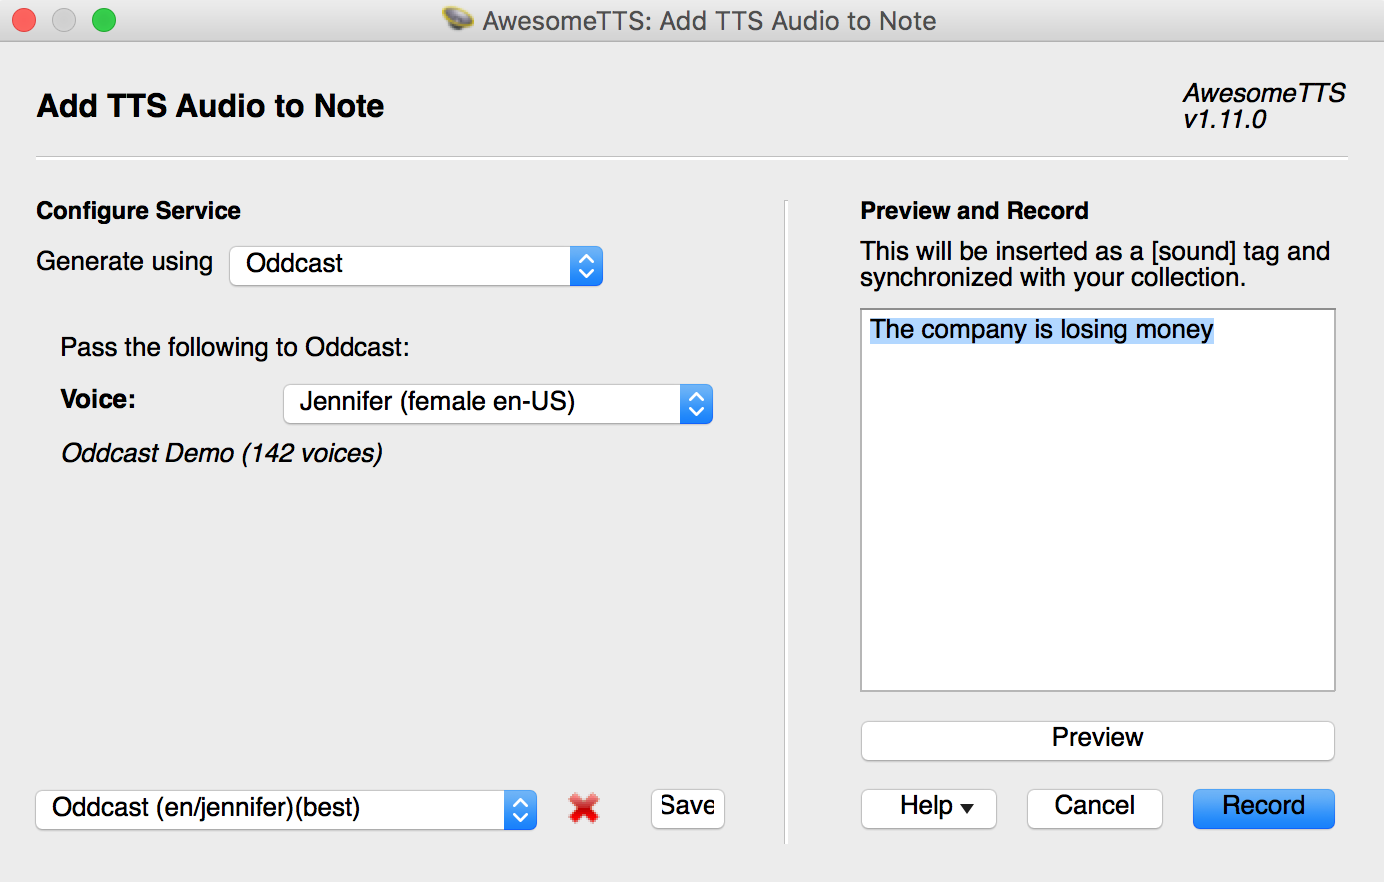 AwesomeTTS: Add TTS Audio to Note
Add TTS Audio to Note
AwesomeTTS
v1.11.0
Configure Service
Generate using Oddcast
Pass the following to Oddcast:
Voice: Jennifer (female en-US)
Oddcast Demo (142 voices)
Oddcast (en/jennifer)(best)
Save
Preview and Record
This will be inserted as a [sound] tag and
synchronized with your collection.
The company is losing money
Preview
Help Cancel Record